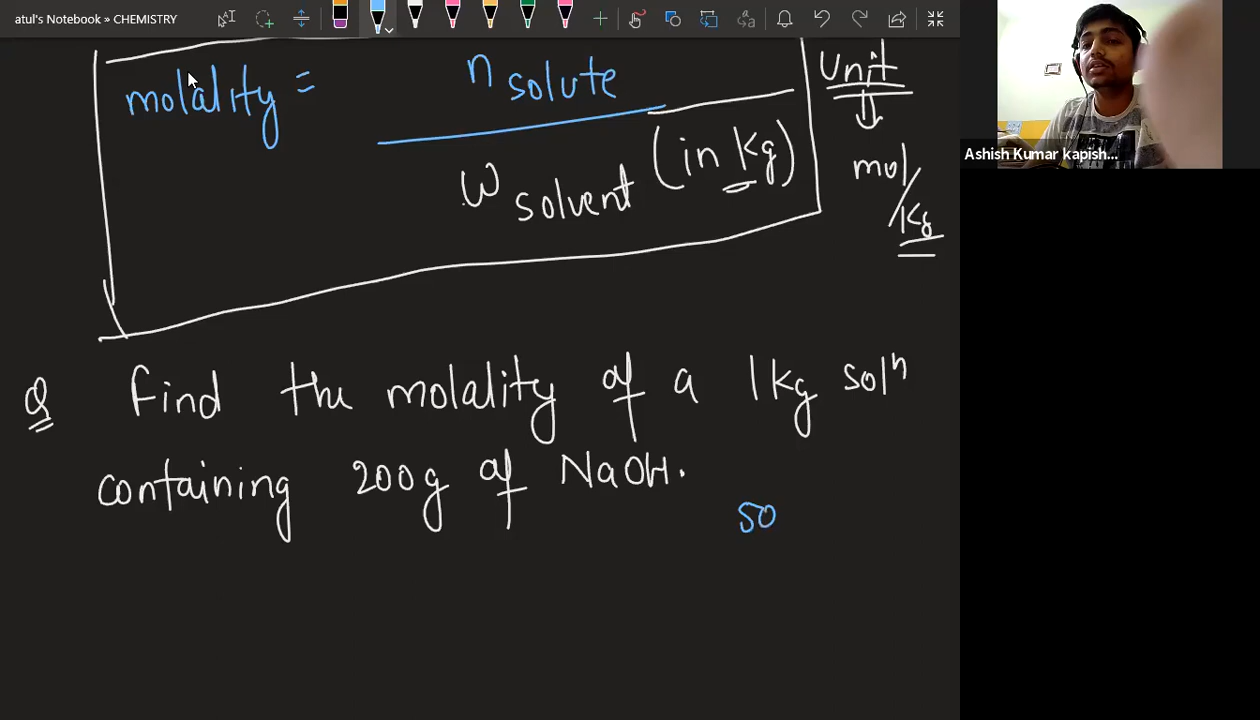 atul's Notebook » CHEMISTRY
molality = n solute
w solvent (in Kg)
Unit
mol/Kg
Ashish Kumar kapish...
Q Find the molality of a 1kg solⁿ
containing 200g of NaOH.
50